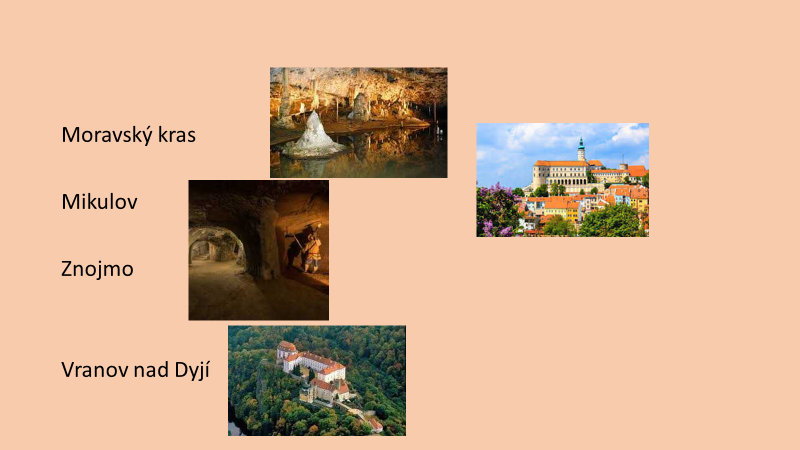 Moravský kras
Mikulov
Znojmo
Vranov nad Dyjí